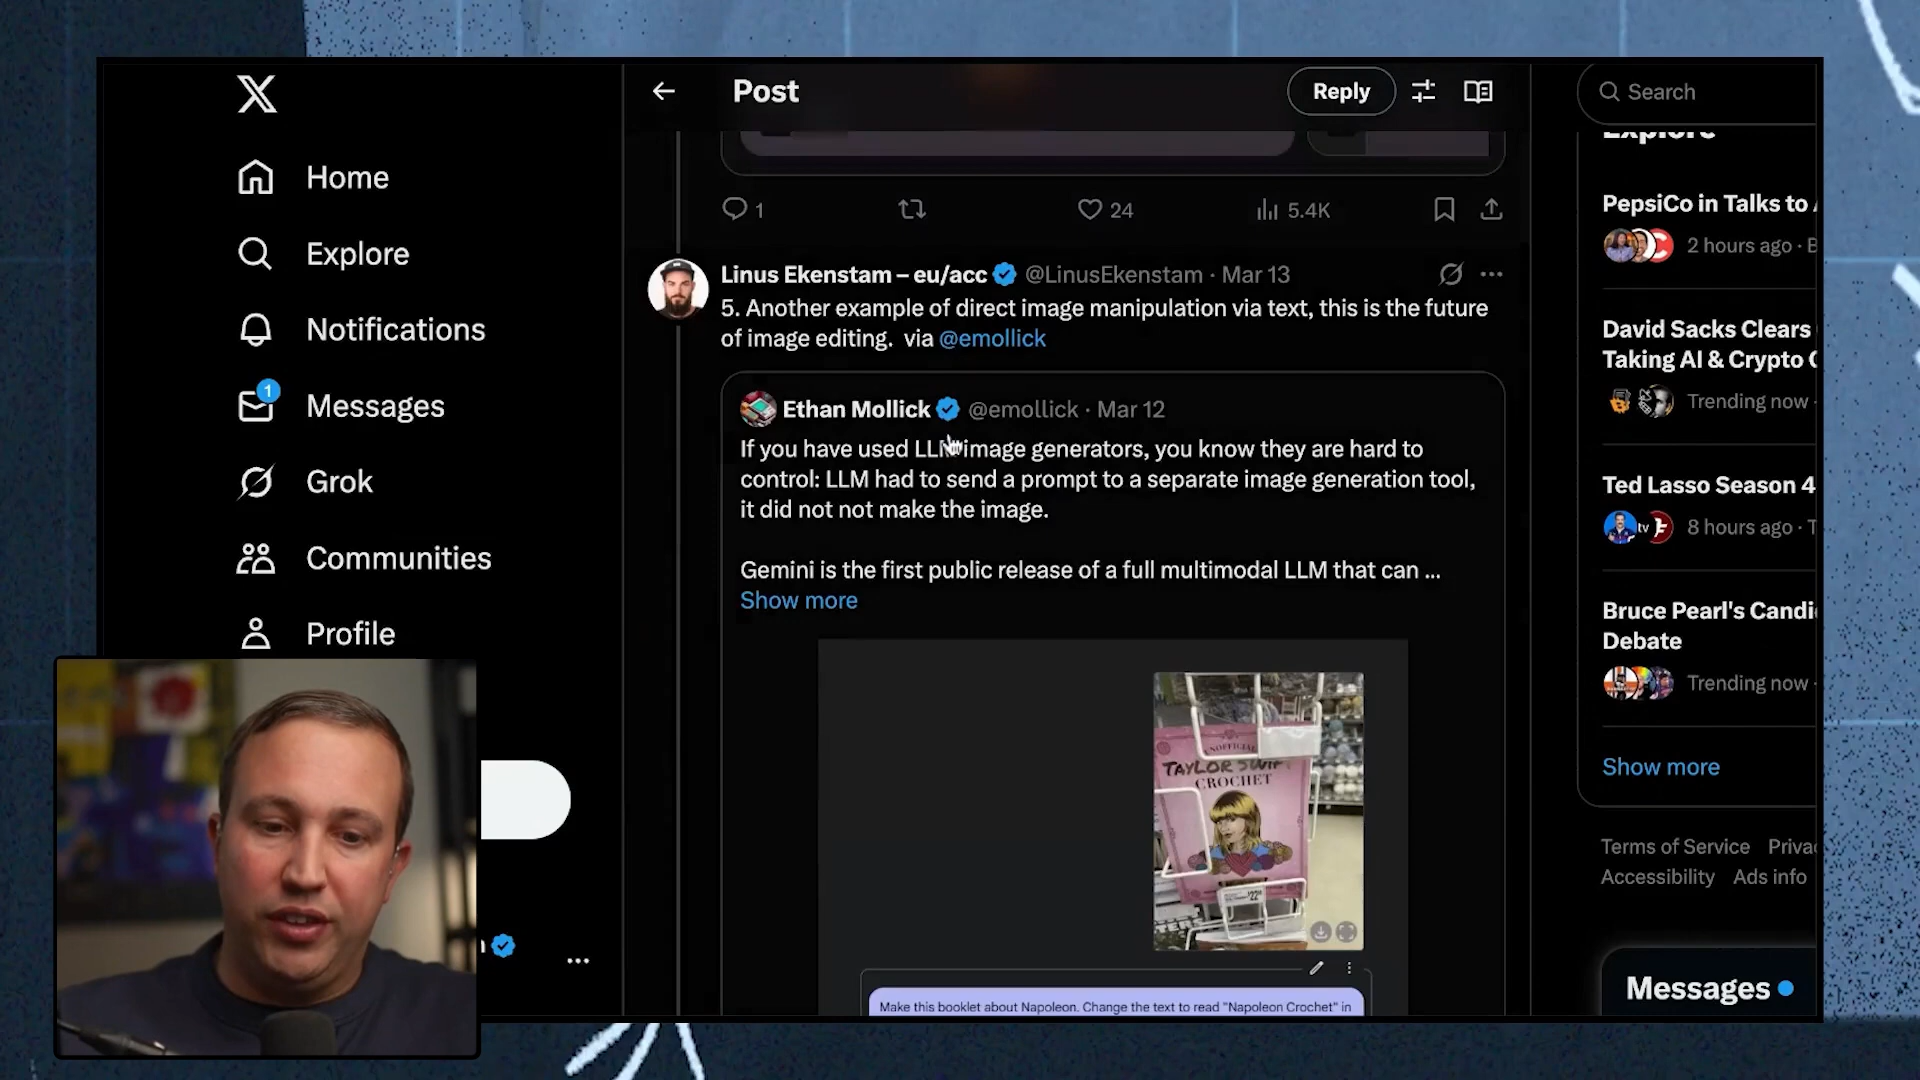 Home
Explore
Notifications
1
Messages
Grok
Communities
Profile
Post
Reply
1
24
5.4K
Linus Ekenstam – eu/acc @LinusEkenstam · Mar 13
5. Another example of direct image manipulation via text, this is the future
of image editing. via @emollick
Ethan Mollick @emollick · Mar 12
If you have used LLM image generators, you know they are hard to
control: LLM had to send a prompt to a separate image generation tool,
it did not not make the image.
Gemini is the first public release of a full multimodal LLM that can ...
Show more
UNOFFICIAL
TAYLOR SWIFT
CROCHET
Make this booklet about Napoleon. Change the text to read "Napoleon Crochet" in
Search
Explore
PepsiCo in Talks to
2 hours ago ·
David Sacks Clears
Taking AI & Crypto
Trending now ·
Ted Lasso Season 4
tv
8 hours ago ·
Bruce Pearl's Candi
Debate
Trending now ·
Show more
Terms of Service Priva
Accessibility Ads info
Messages